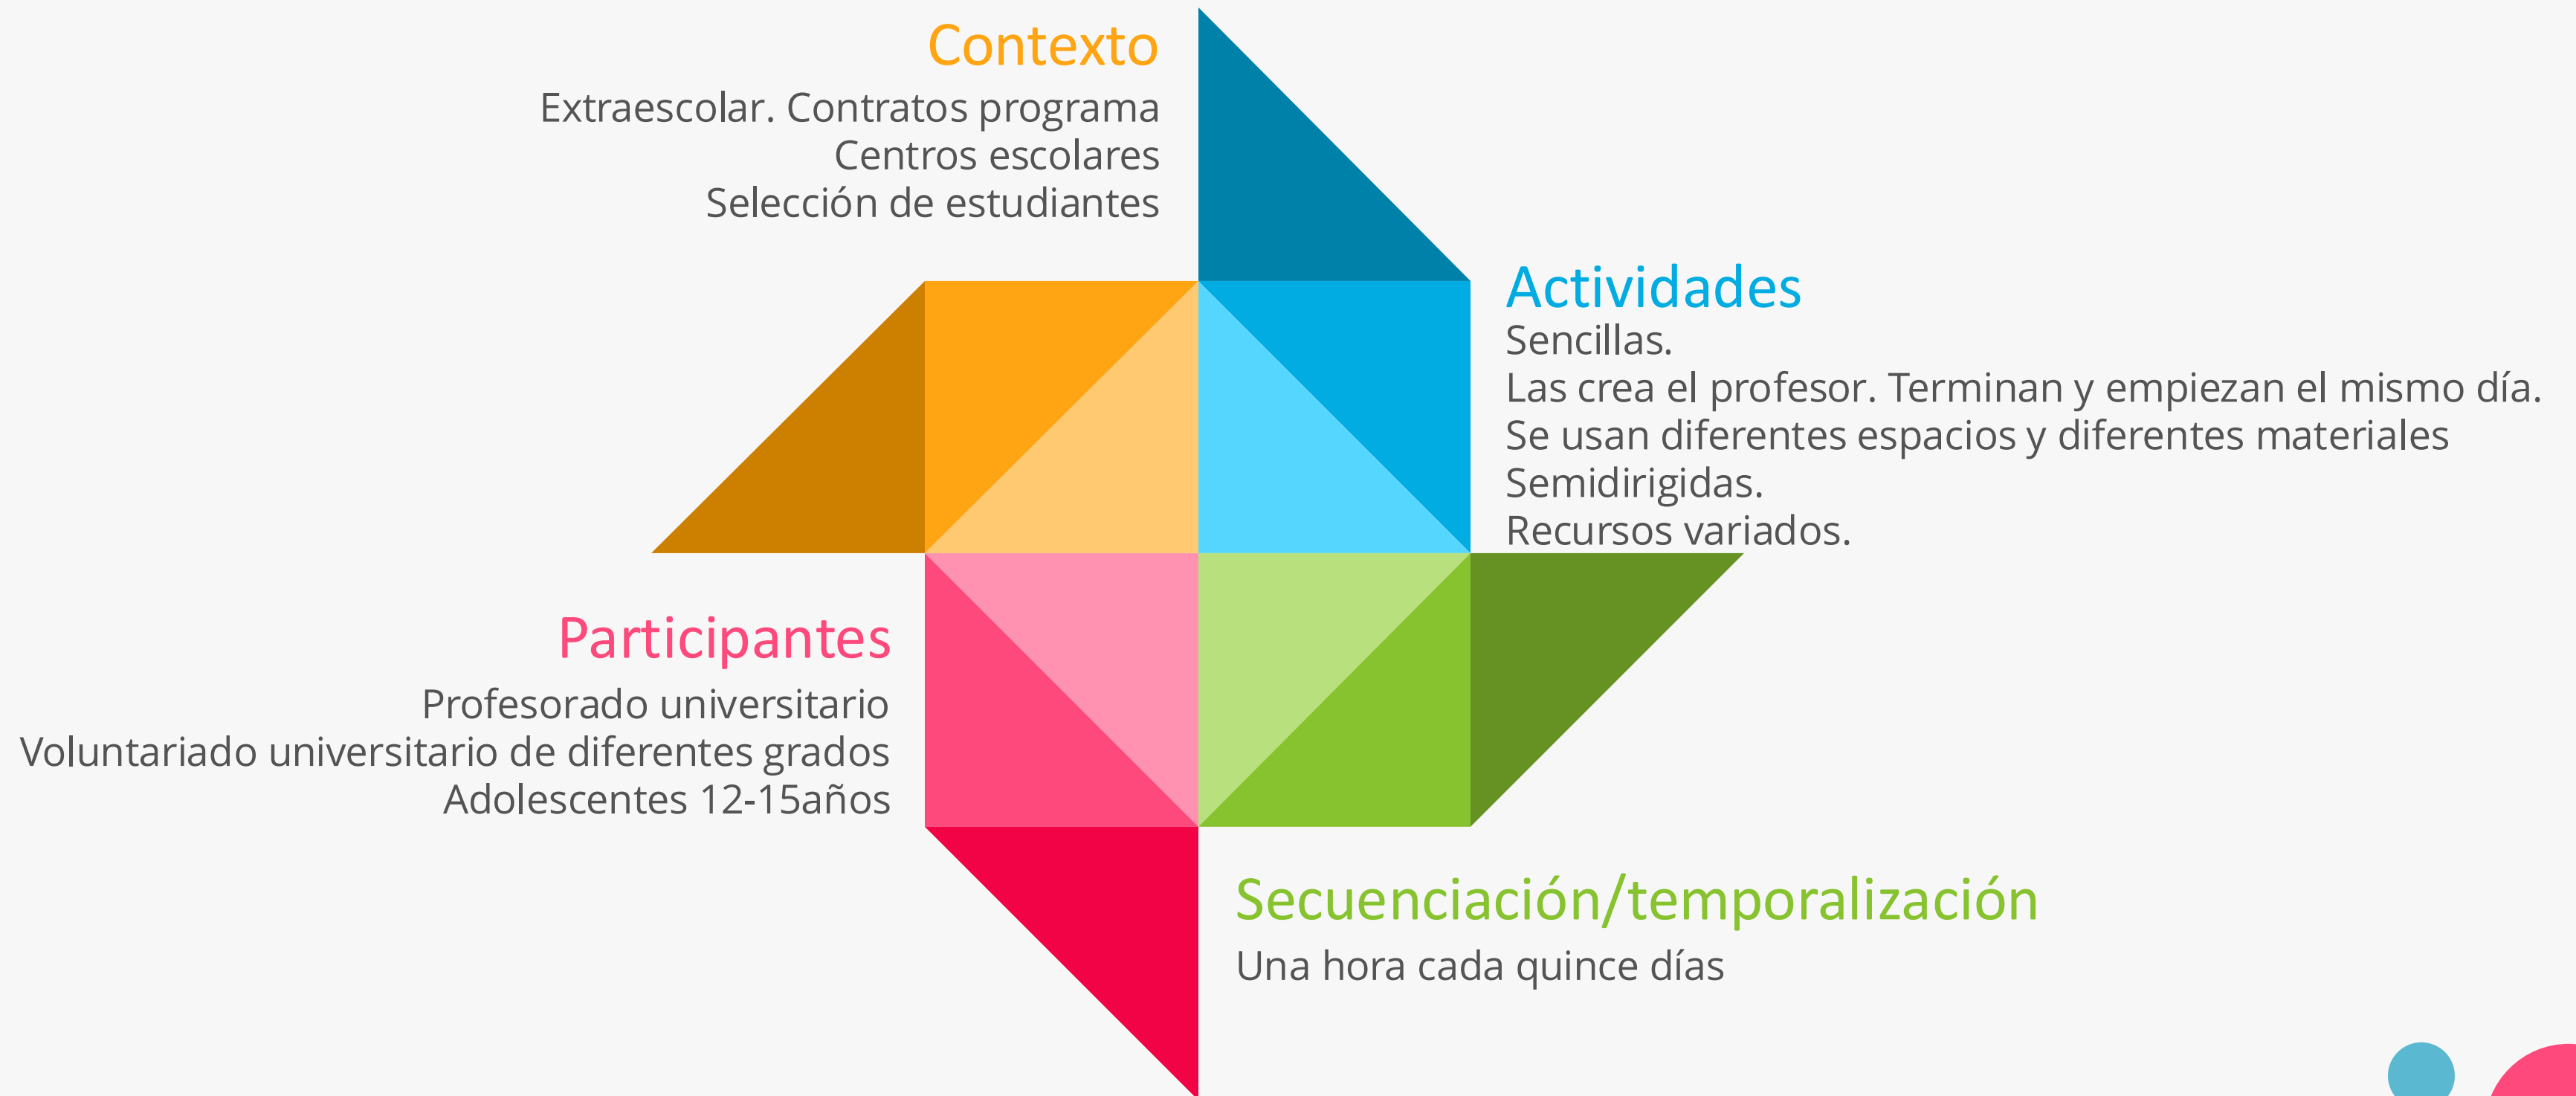 Contexto
Extraescolar. Contratos programa
Centros escolares
Selección de estudiantes
Actividades
Sencillas.
Las crea el profesor. Terminan y empiezan el mismo día.
Se usan diferentes espacios y diferentes materiales
Semidirigidas.
Recursos variados.
Participantes
Profesorado universitario
Voluntariado universitario de diferentes grados
Adolescentes 12-15años
Secuenciación/temporalización
Una hora cada quince días